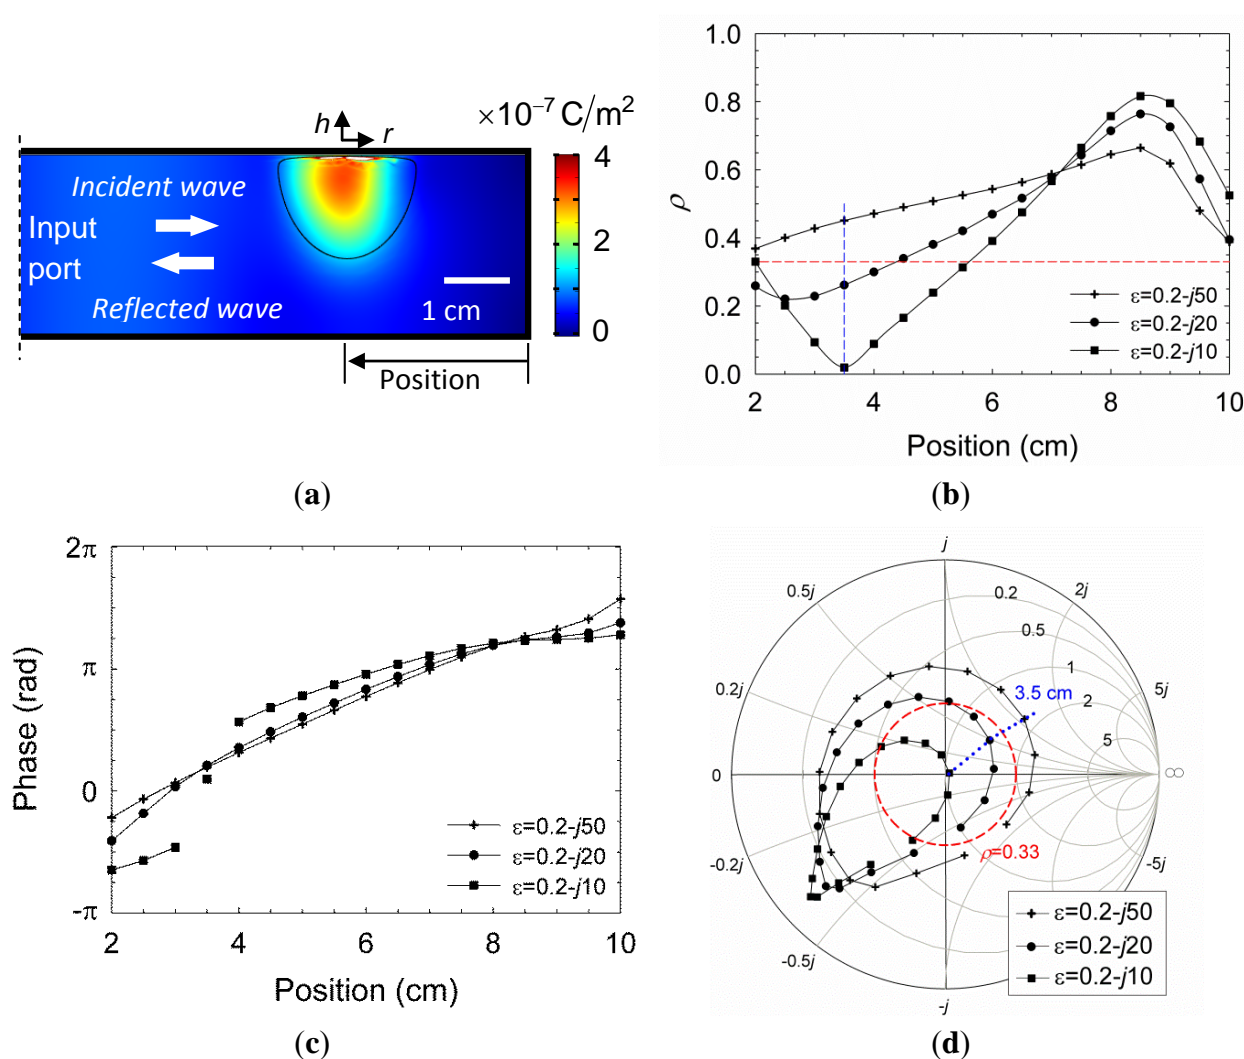 ×10⁻⁷ C/m²
h
r
4
2
0
Incident wave
Input
port
Reflected wave
1 cm
Position
(a)
1.0
0.8
0.6
0.4
0.2
0.0
ρ
ε=0.2-j50
ε=0.2-j20
ε=0.2-j10
2 4 6 8 10
Position (cm)
(b)
2π
π
0
-π
Phase (rad)
ε=0.2-j50
ε=0.2-j20
ε=0.2-j10
2 4 6 8 10
Position (cm)
(c)
j
0.5j
2j
0.2
0.5
1
0.2j
5j
2
3.5 cm
5
0
∞
ρ=0.33
-0.2j
-5j
-0.5j
-j
ε=0.2-j50
ε=0.2-j20
ε=0.2-j10
(d)